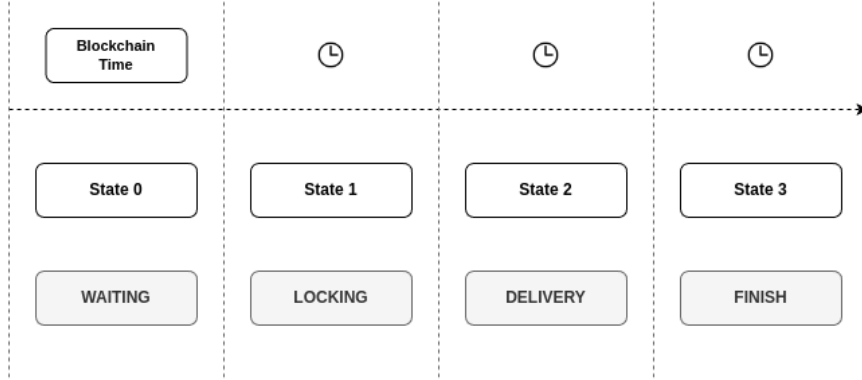 Blockchain
Time
State 0
State 1
State 2
State 3
WAITING
LOCKING
DELIVERY
FINISH